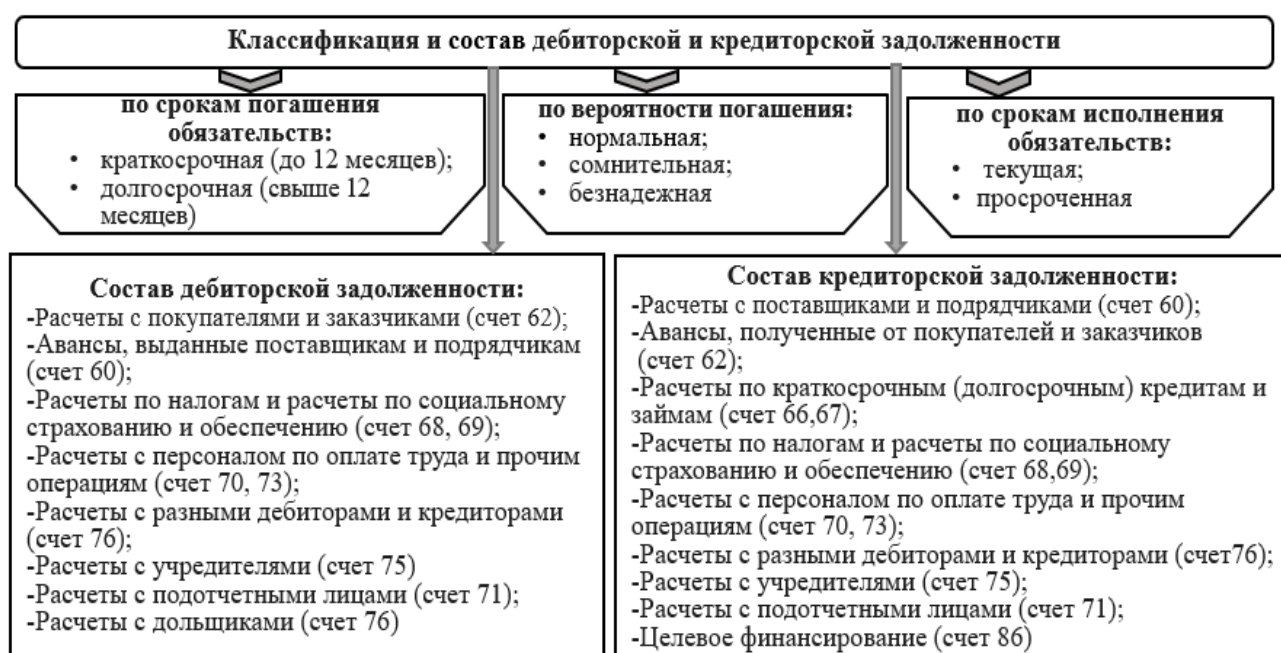 Классификация и состав дебиторской и кредиторской задолженности
по срокам погашения
обязательств:
• краткосрочная (до 12 месяцев);
• долгосрочная (свыше 12
месяцев)
по вероятности погашения:
• нормальная;
• сомнительная;
• безнадежная
по срокам исполнения
обязательств:
• текущая;
• просроченная
Состав дебиторской задолженности:
-Расчеты с покупателями и заказчиками (счет 62);
-Авансы, выданные поставщикам и подрядчикам
(счет 60);
-Расчеты по налогам и расчеты по социальному
страхованию и обеспечению (счет 68, 69);
-Расчеты с персоналом по оплате труда и прочим
операциям (счет 70, 73);
-Расчеты с разными дебиторами и кредиторами
(счет 76);
-Расчеты с учредителями (счет 75)
-Расчеты с подотчетными лицами (счет 71);
-Расчеты с дольщиками (счет 76)
Состав кредиторской задолженности:
-Расчеты с поставщиками и подрядчиками (счет 60);
-Авансы, полученные от покупателей и заказчиков
(счет 62);
-Расчеты по краткосрочным (долгосрочным) кредитам и
займам (счет 66,67);
-Расчеты по налогам и расчеты по социальному
страхованию и обеспечению (счет 68,69);
-Расчеты с персоналом по оплате труда и прочим
операциям (счет 70, 73);
-Расчеты с разными дебиторами и кредиторами (счет76);
-Расчеты с учредителями (счет 75);
-Расчеты с подотчетными лицами (счет 71);
-Целевое финансирование (счет 86)